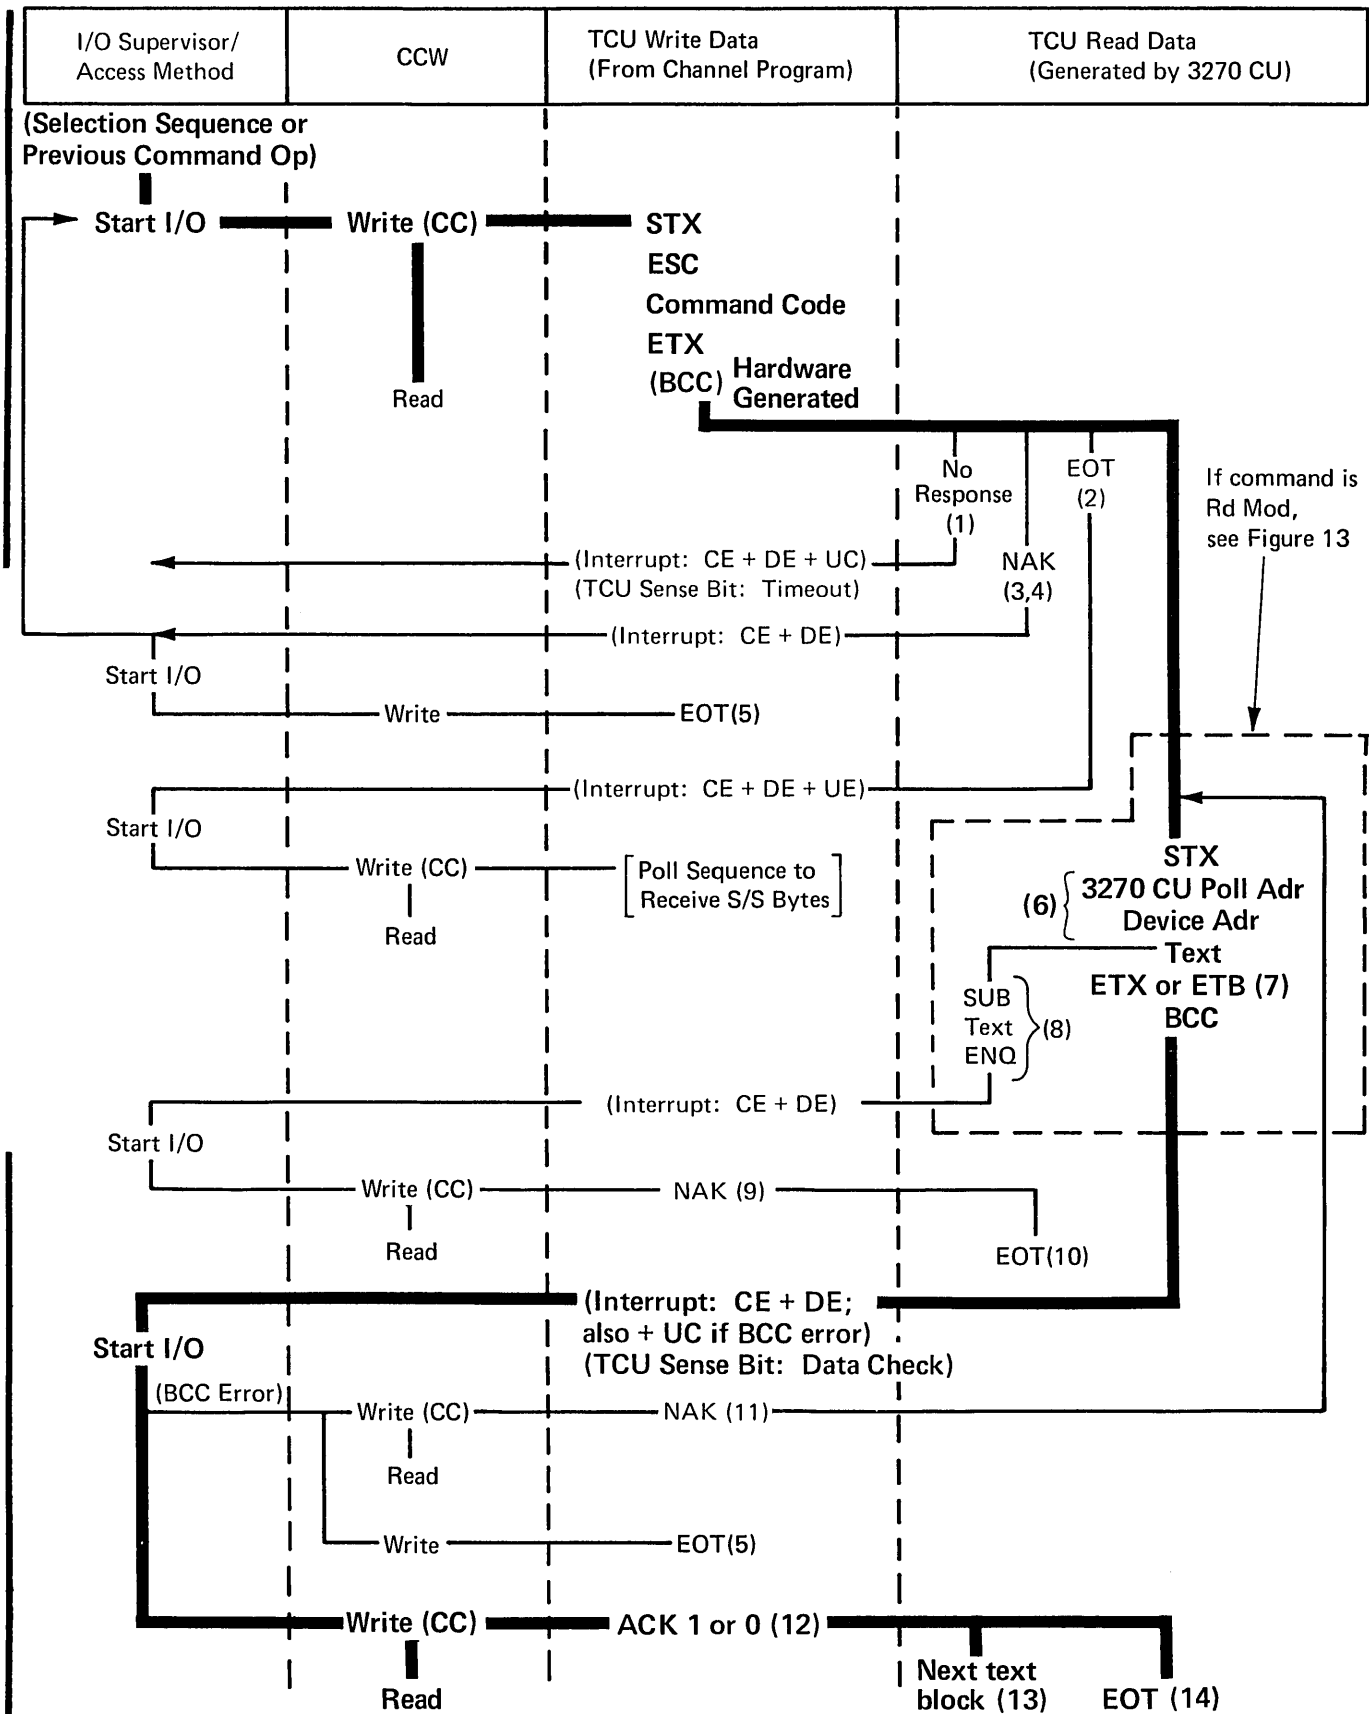 I/O Supervisor/
Access Method
CCW
TCU Write Data
(From Channel Program)
TCU Read Data
(Generated by 3270 CU)
(Selection Sequence or
Previous Command Op)
Start I/O
Write (CC)
STX
ESC
Command Code
ETX
(BCC)
Hardware
Generated
Read
No
Response
(1)
EOT
(2)
If command is
Rd Mod,
see Figure 13
(Interrupt: CE + DE + UC)
(TCU Sense Bit: Timeout)
NAK
(3,4)
(Interrupt: CE + DE)
Start I/O
Write
EOT(5)
(Interrupt: CE + DE + UE)
Start I/O
Write (CC)
Poll Sequence to
Receive S/S Bytes
Read
STX
(6)
3270 CU Poll Adr
Device Adr
Text
ETX or ETB (7)
BCC
SUB
Text
ENQ
(8)
(Interrupt: CE + DE)
Start I/O
Write (CC)
NAK (9)
Read
EOT(10)
(Interrupt: CE + DE;
also + UC if BCC error)
(TCU Sense Bit: Data Check)
Start I/O
(BCC Error)
Write (CC)
NAK (11)
Read
Write
EOT(5)
Write (CC)
ACK 1 or 0 (12)
Read
Next text
block (13)
EOT (14)